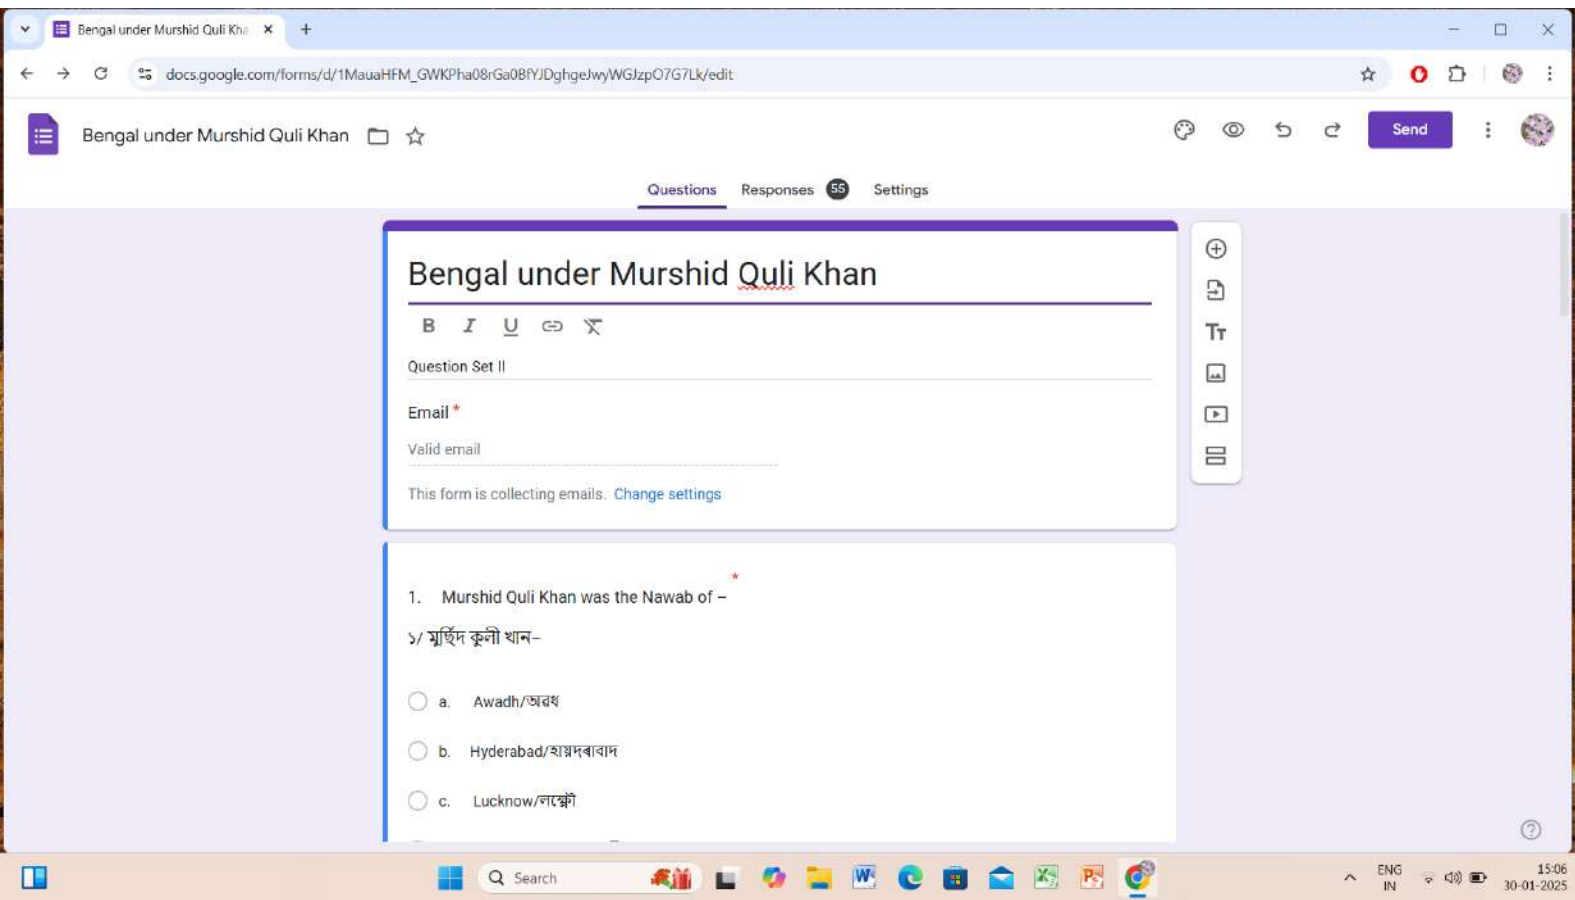 Bengal under Murshid Quli Kha
docs.google.com/forms/d/1MauaHFM_GWKPha08rGa0BfYJDghgeJwyWGJzpO7G7Lk/edit
Bengal under Murshid Quli Khan
Send
Questions Responses 55 Settings
Bengal under Murshid Quli Khan
B I U
Question Set II
Email *
Valid email
This form is collecting emails. Change settings
1. Murshid Quli Khan was the Nawab of – *
১/ মুৰ্ছিদ কুলী খান–
a. Awadh/অৱধ
b. Hyderabad/হায়দৰাবাদ
c. Lucknow/লক্ষ্ণৌ
Search
ENG
IN
15:06
30-01-2025